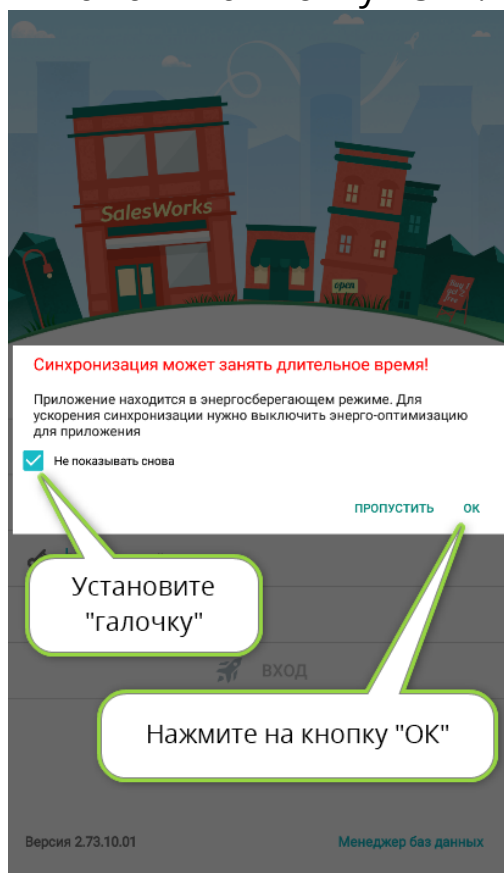 SalesWorks
open
Синхронизация может занять длительное время!
Приложение находится в энергосберегающем режиме. Для
ускорения синхронизации нужно выключить энерго-оптимизацию
для приложения
Не показывать снова
ПРОПУСТИТЬ ОК
Установите
"галочку"
ВХОД
Нажмите на кнопку "ОК"
Версия 2.73.10.01 Менеджер баз данных